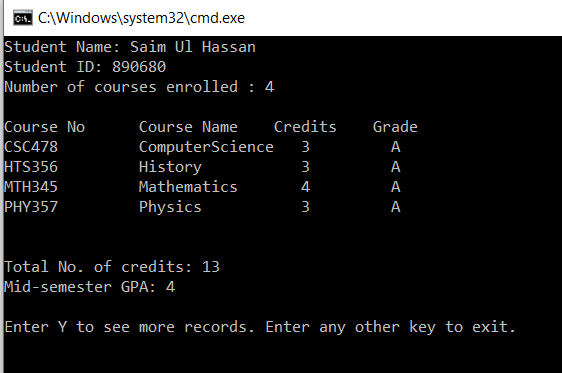 C:\Windows\system32\cmd.exe
Student Name: Saim Ul Hassan
Student ID: 890680
Number of courses enrolled : 4
Course No Course Name Credits Grade
CSC478 ComputerScience 3 A
HTS356 History 3 A
MTH345 Mathematics 4 A
PHY357 Physics 3 A
Total No. of credits: 13
Mid-semester GPA: 4
Enter Y to see more records. Enter any other key to exit.